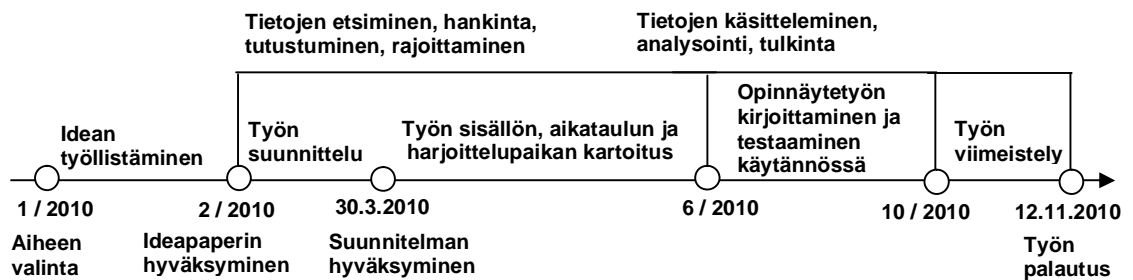 Tietojen etsiminen, hankinta,
tutustuminen, rajoittaminen
Tietojen käsitteleminen,
analysointi, tulkinta
Idean
työllistäminen
Työn
suunnittelu
Työn sisällön, aikataulun ja
harjoittelupaikan kartoitus
Opinnäytetyön
kirjoittaminen ja
testaaminen
käytännössä
Työn
viimeistely
1 / 2010
2 / 2010
30.3.2010
6 / 2010
10 / 2010
12.11.2010
Aiheen
valinta
Ideapaperin
hyväksyminen
Suunnitelman
hyväksyminen
Työn
palautus